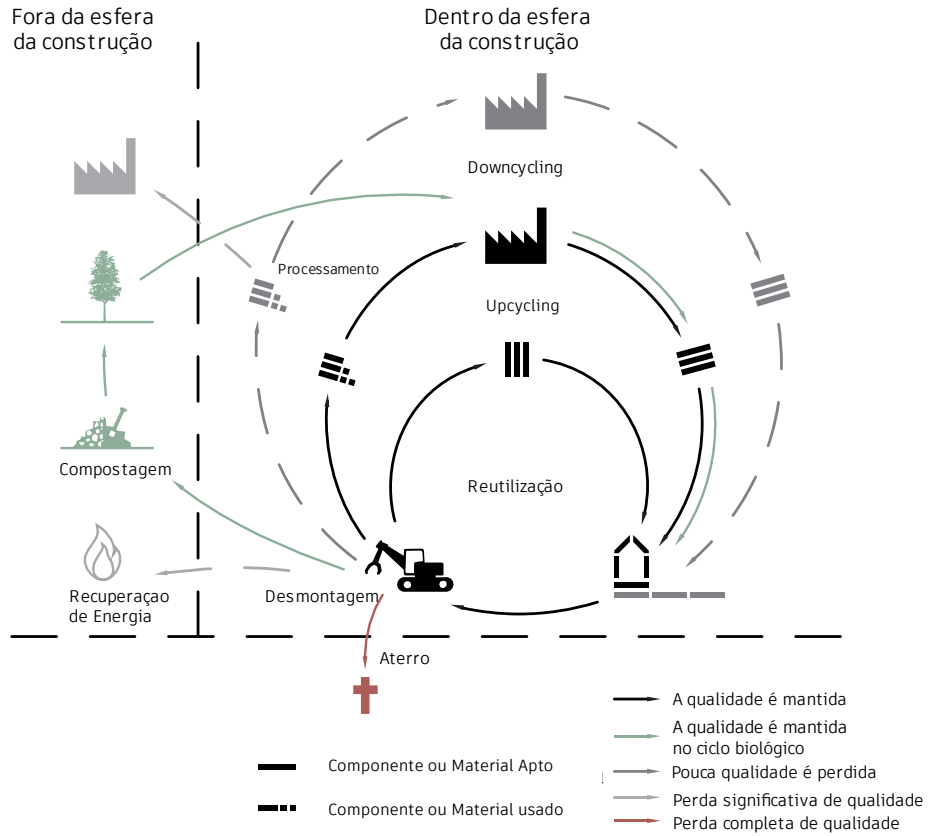 Fora da esfera
da construção
Dentro da esfera
da construção
Downcycling
Processamento
Upcycling
Reutilização
Compostagem
Desmontagem
Recuperaçao
de Energia
Aterro
A qualidade é mantida
A qualidade é mantida
no ciclo biológico
Componente ou Material Apto
Pouca qualidade é perdida
Perda significativa de qualidade
Componente ou Material usado
Perda completa de qualidade